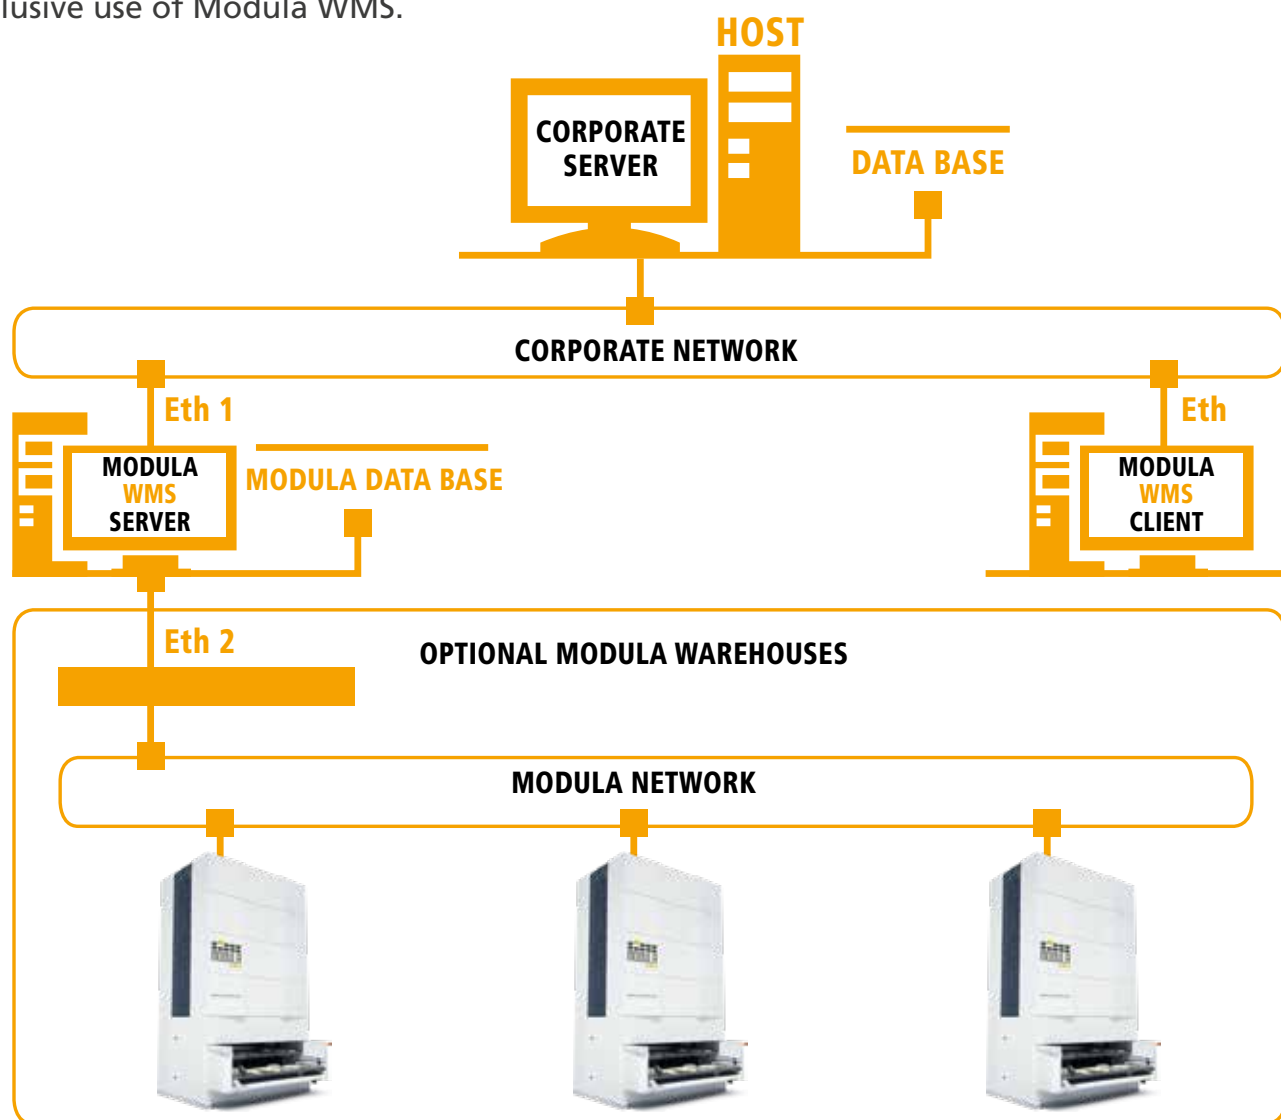 lusive use of Modula WMS.
HOST
CORPORATE
SERVER
DATA BASE
CORPORATE NETWORK
Eth 1
Eth
MODULA
WMS
SERVER
MODULA DATA BASE
MODULA
WMS
CLIENT
Eth 2
OPTIONAL MODULA WAREHOUSES
MODULA NETWORK